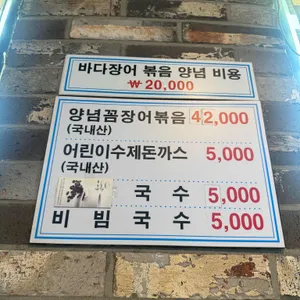 바다장어 볶음 양념 비용
₩ 20,000
양념꼼장어볶음 42,000
(국내산)
어린이수제돈까스 5,000
(국내산)
국수 5,000
비빔국수 5,000